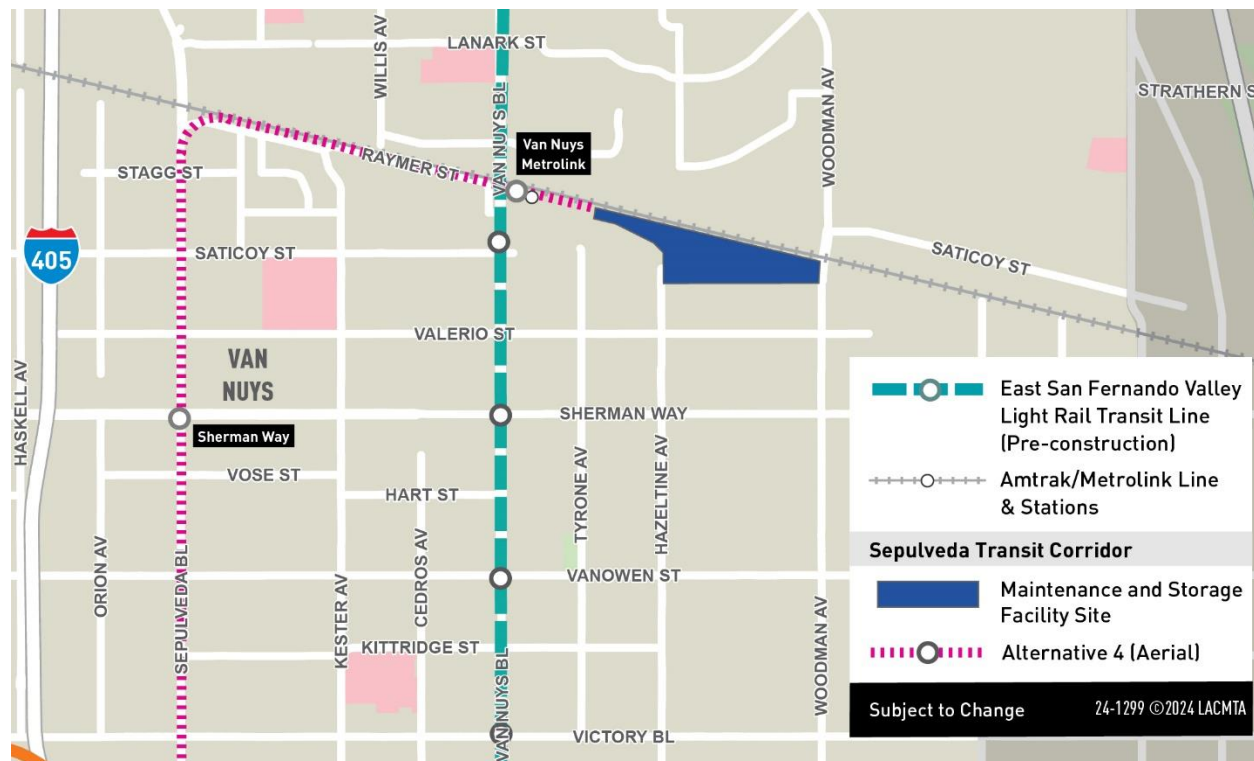 LANARK ST
WILLIS AV
VAN NUYS BL
WOODMAN AV
STRATHERN S
Van Nuys
Metrolink
RAYMER ST
STAGG ST
SATICOY ST
SATICOY ST
405
VALERIO ST
VAN
NUYS
HASKELL AV
SHERMAN WAY
Sherman Way
VOSE ST
HART ST
TYRONE AV
HAZELTINE AV
ORION AV
SEPULVEDA BL
KESTER AV
CEDROS AV
VANOWEN ST
KITTRIDGE ST
WOODMAN AV
VAN NUYS BL
VICTORY BL
East San Fernando Valley
Light Rail Transit Line
(Pre-construction)
Amtrak/Metrolink Line
& Stations
Sepulveda Transit Corridor
Maintenance and Storage
Facility Site
Alternative 4 (Aerial)
Subject to Change
24-1299 ©2024 LACMTA